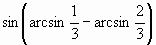 sin(arcsin 1/3 − arcsin 2/3)